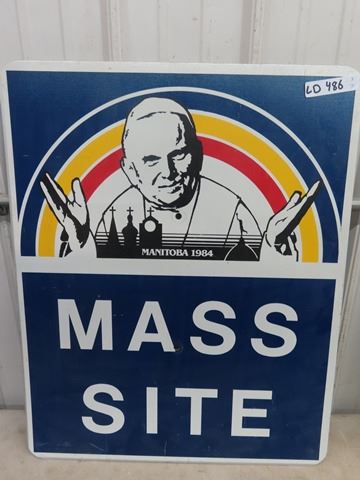 LD 486
MANITOBA 1984
MASS
SITE